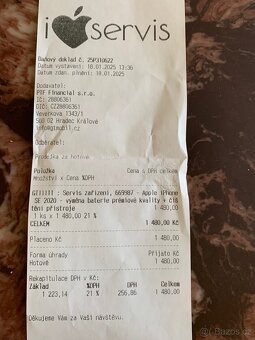 i servis
Daňový doklad č. 25P310622
Datum vystavení: 18.01.2025 13:36
Datum zdan. plnění: 18.01.2025
Dodavatel:
PTF Financial s.r.o.
IČ: 28806361
DIČ: CZ28806361
Veverkova 1343/1
500 02 Hradec Králové
Odběratel:
Prodejka za hotové
Položka Cena s DPH celkem
Množství x Cena %DPH
: Servis zařízení, 669987 - Apple iPhone
SE 2020 - výměna baterie prémiové kvality + čiš
tění přístroje 1 480,00
1 ks x 1 480,00 21 %
CELKEM 1 480,00 Kč
Placeno Kč 1 480,00
Forma úhrady Přijato Kč
Hotově 1 480,00
Rekapitulace DPH v Kč:
Základ %DPH DPH Celkem
1 223,14 21 % 256,86 1 480,00
Děkujeme Vám za Vaši návštěvu.